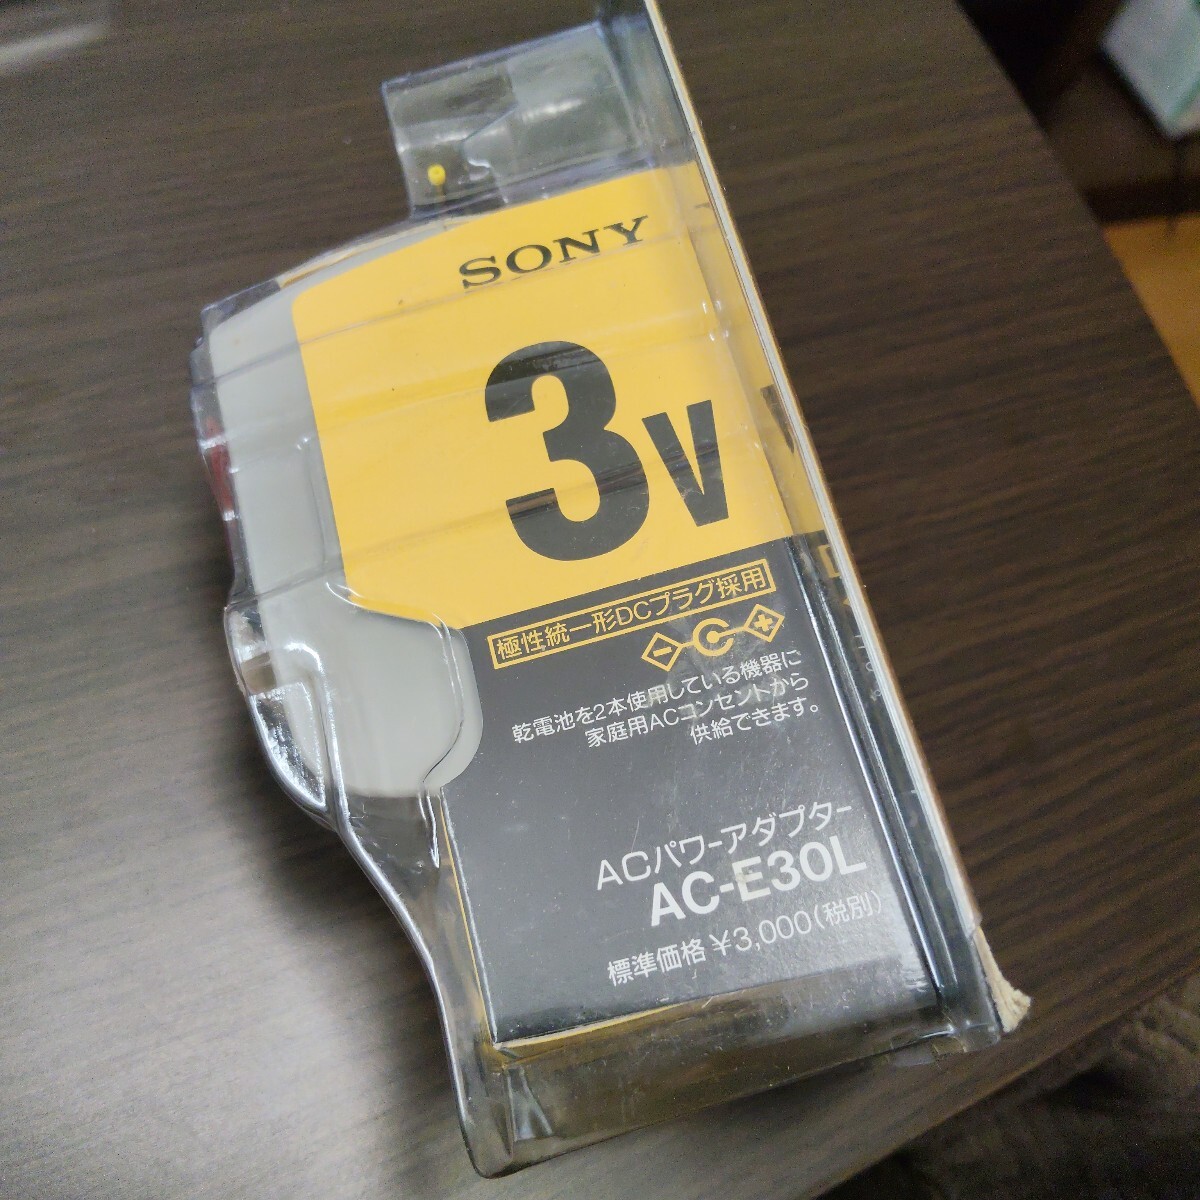 SONY
3V
極性統一形DCプラグ採用
乾電池を2本使用している機器に
家庭用ACコンセントから
供給できます。
ACパワーアダプター
AC-E30L
標準価格 ¥3,000(税別)